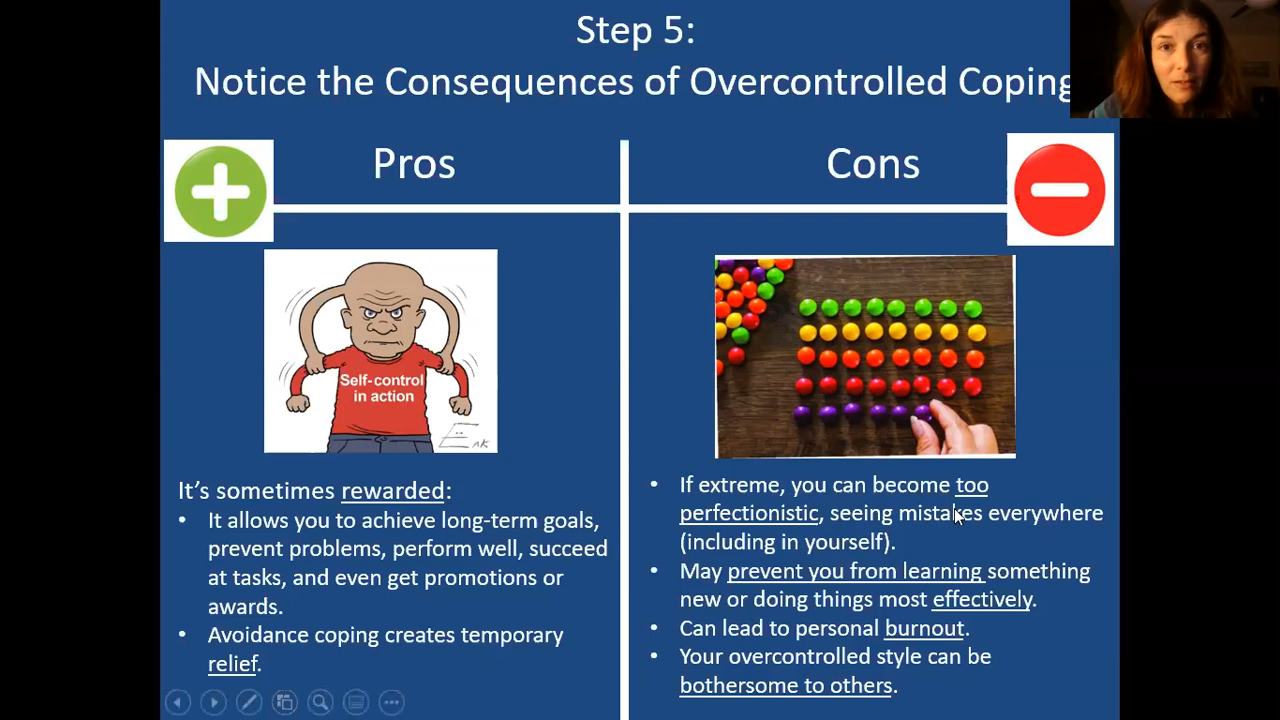 Step 5:
Notice the Consequences of Overcontrolled Coping
Pros
Cons
Self-control
in action
It's sometimes rewarded:
• It allows you to achieve long-term goals,
prevent problems, perform well, succeed
at tasks, and even get promotions or
awards.
• Avoidance coping creates temporary
relief.
• If extreme, you can become too
perfectionistic, seeing mistakes everywhere
(including in yourself).
• May prevent you from learning something
new or doing things most effectively.
• Can lead to personal burnout.
• Your overcontrolled style can be
bothersome to others.